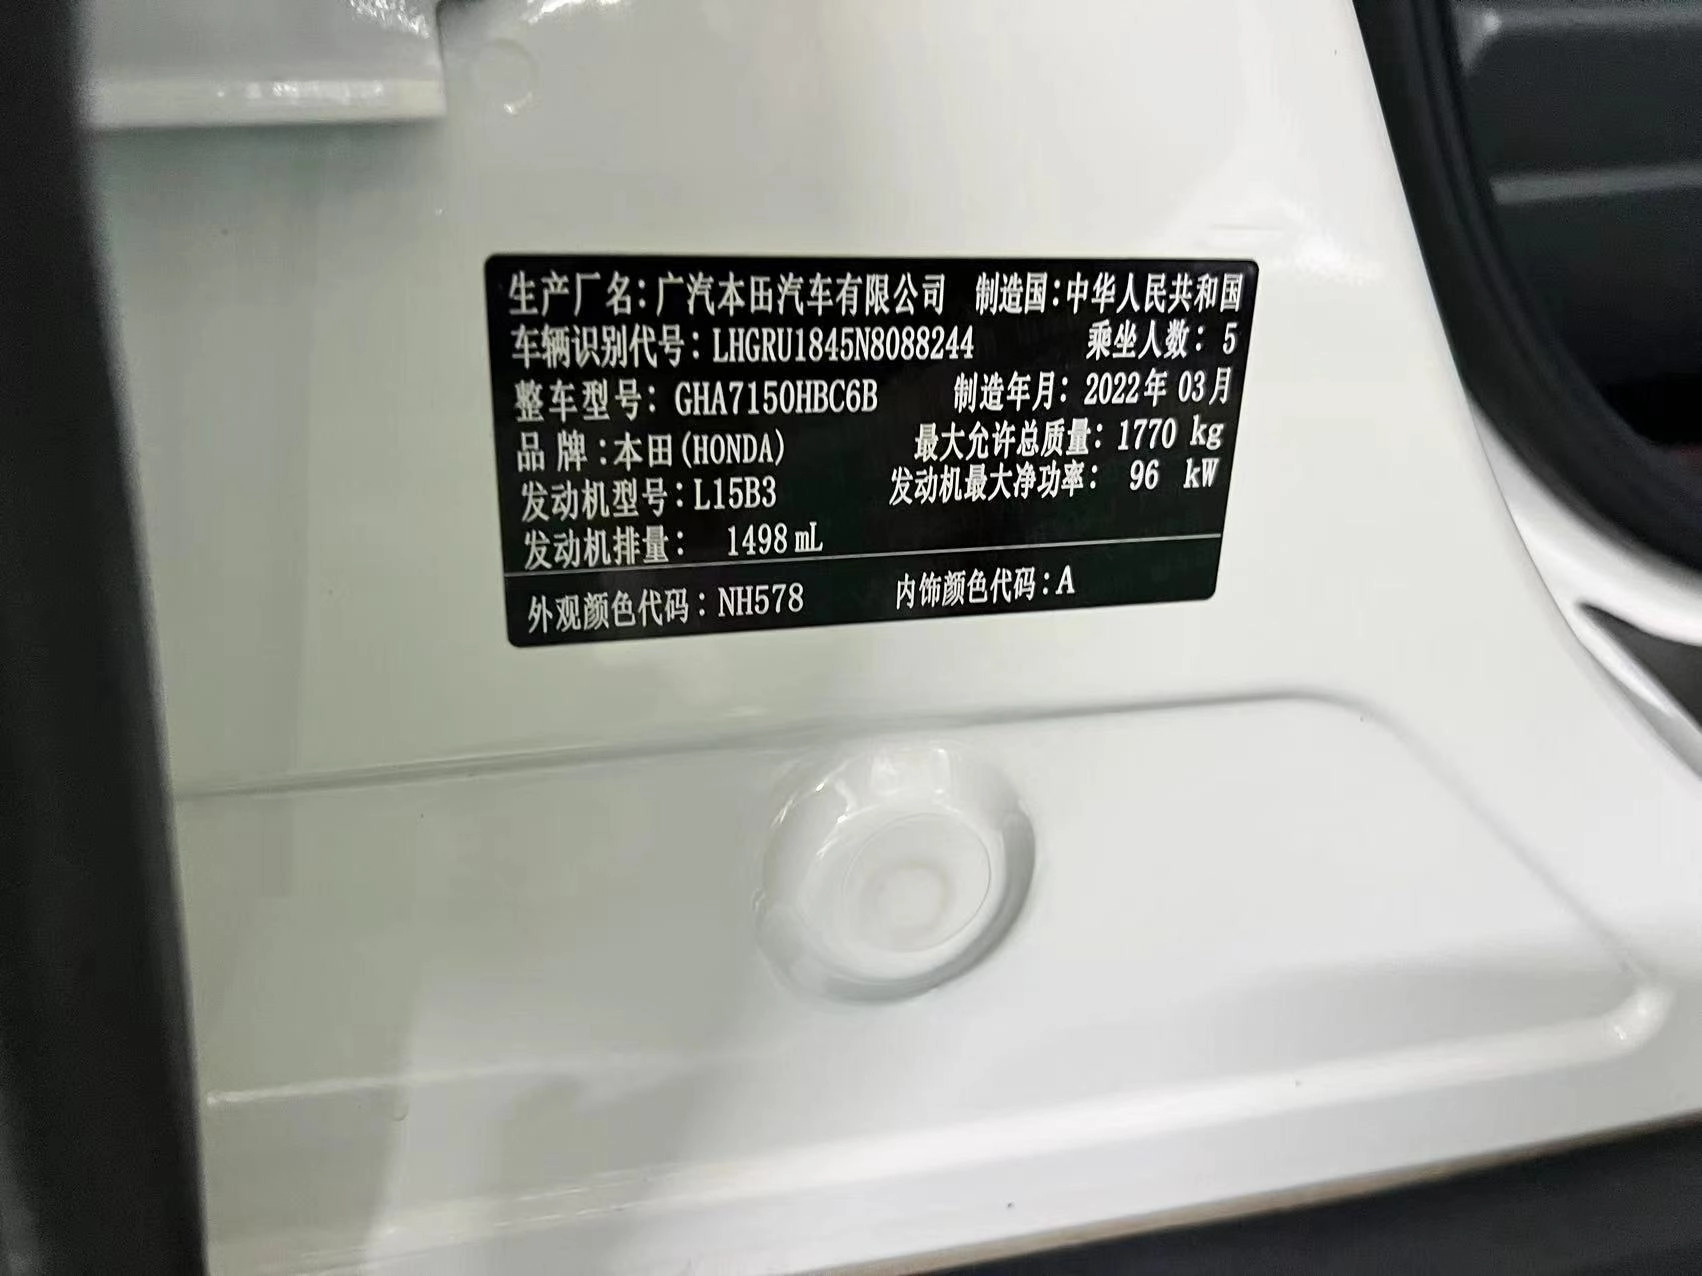 生产厂名：广汽本田汽车有限公司 制造国：中华人民共和国
车辆识别代号：LHGRU1845N8088244 乘坐人数：5
整车型号：GHA7150HBC6B 制造年月：2022年 03月
品 牌：本田(HONDA) 最大允许总质量：1770 kg
发动机型号：L15B3 发动机最大净功率： 96 kW
发动机排量： 1498 mL
外观颜色代码：NH578 内饰颜色代码：A